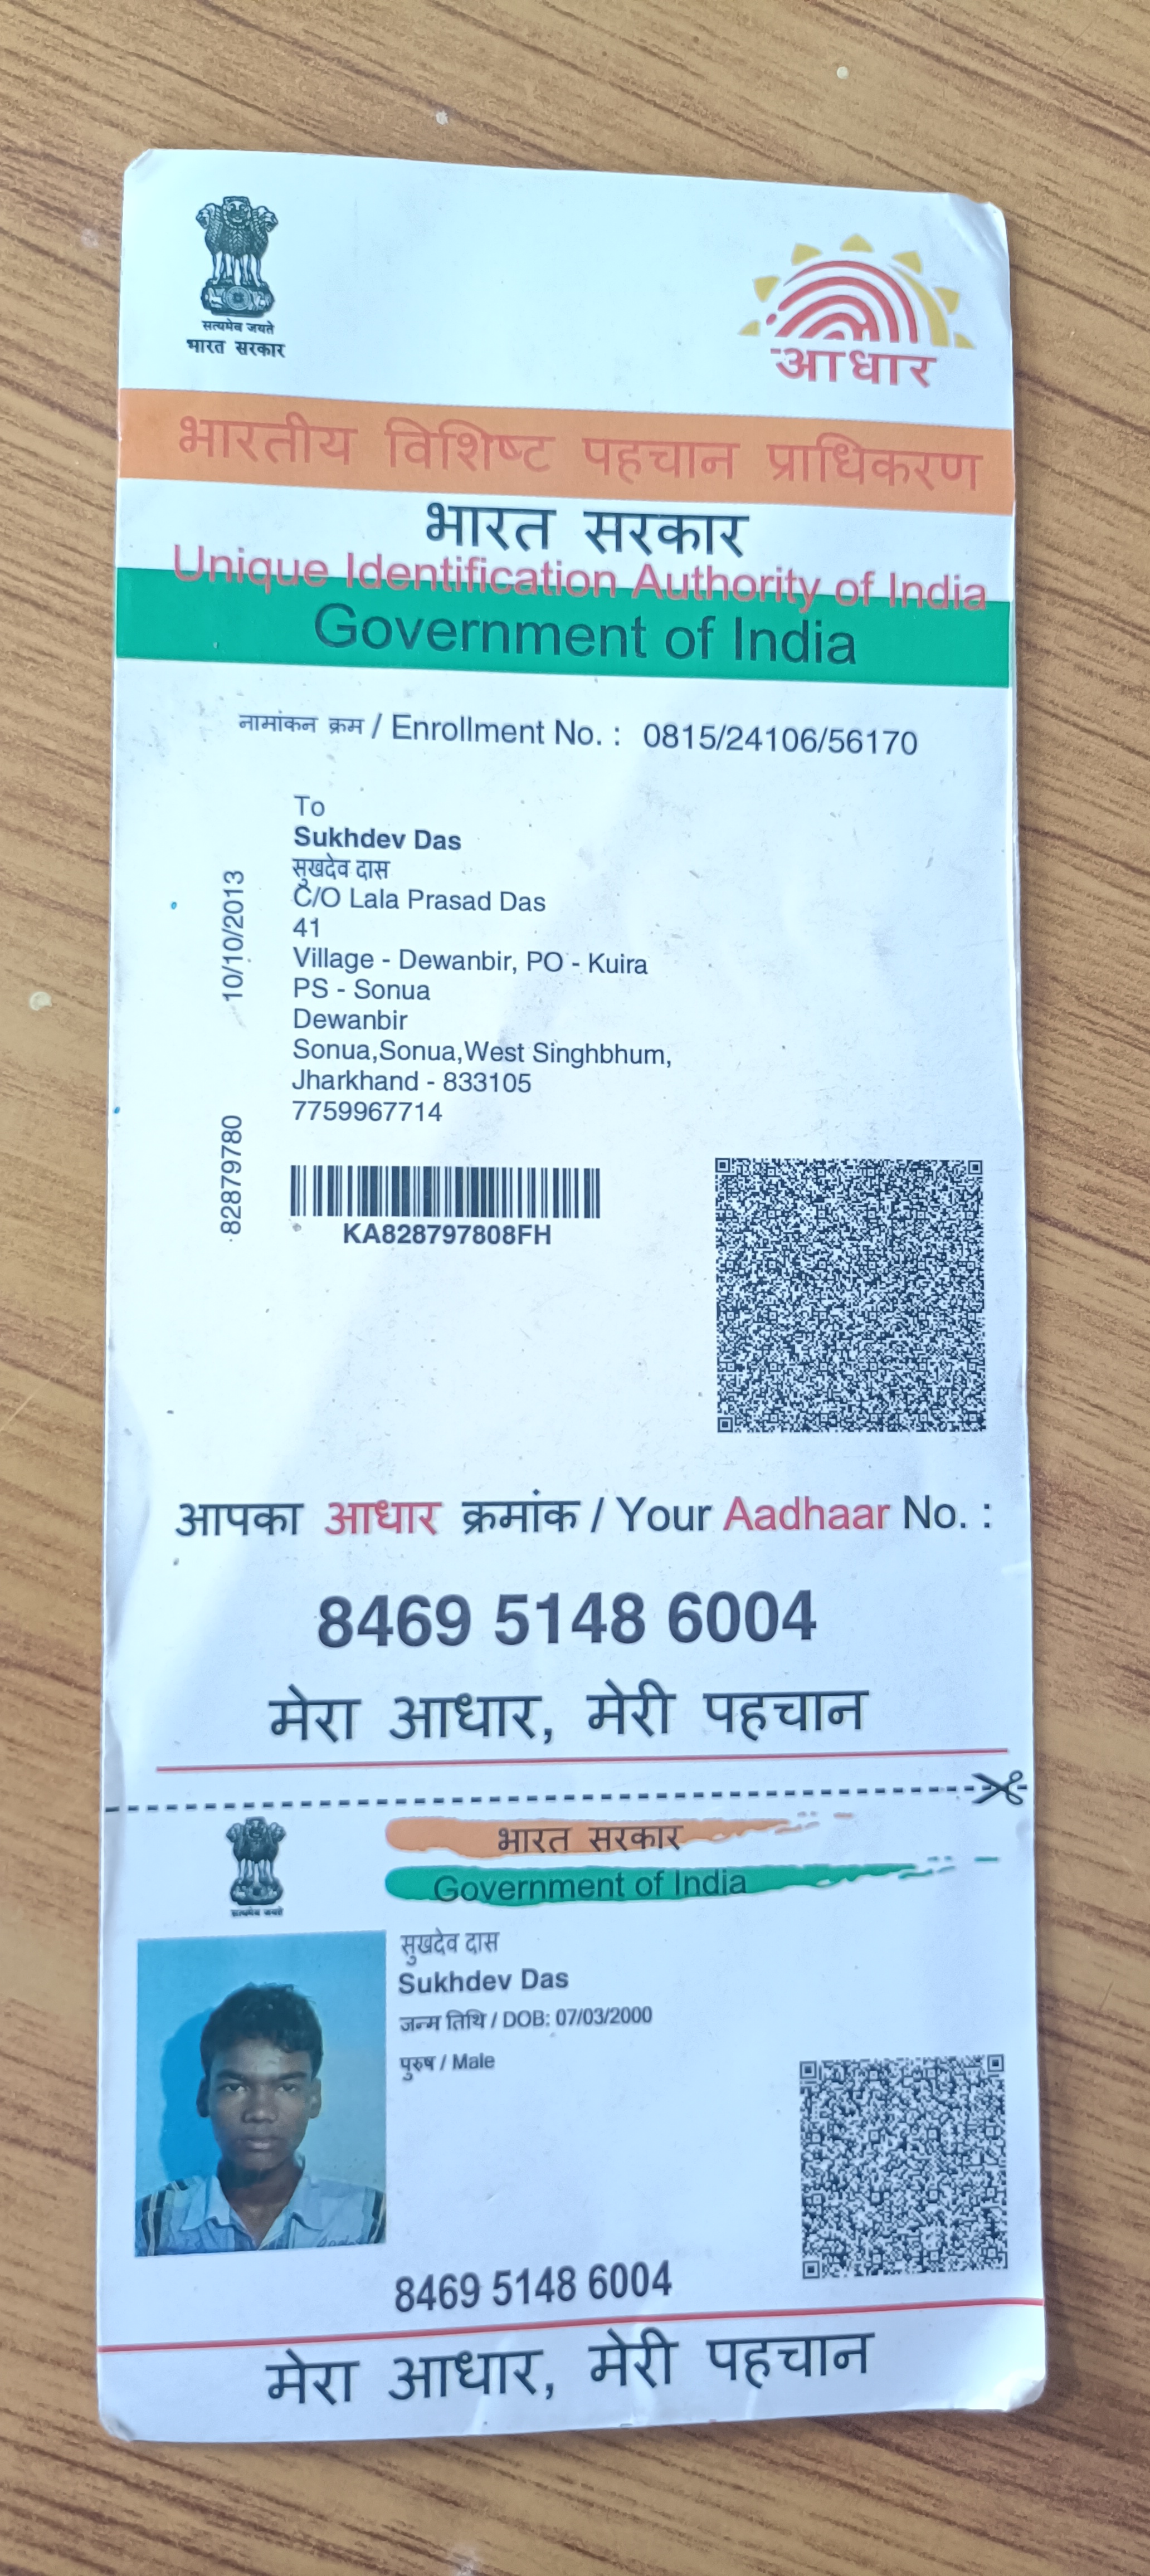 सत्यमेव जयते
भारत सरकार
आधार
भारतीय विशिष्ट पहचान प्राधिकरण
भारत सरकार
Unique Identification Authority of India
Government of India
नामांकन क्रम / Enrollment No. : 0815/24106/56170
To
Sukhdev Das
सुखदेव दास
C/O Lala Prasad Das
41
Village - Dewanbir, PO - Kuira
PS - Sonua
Dewanbir
Sonua,Sonua,West Singhbhum,
Jharkhand - 833105
7759967714
10/10/2013
82879780
KA828797808FH
आपका आधार क्रमांक / Your Aadhaar No. :
8469 5148 6004
मेरा आधार, मेरी पहचान
सत्यमेव जयते
भारत सरकार
Government of India
सुखदेव दास
Sukhdev Das
जन्म तिथि / DOB: 07/03/2000
पुरुष / Male
8469 5148 6004
मेरा आधार, मेरी पहचान